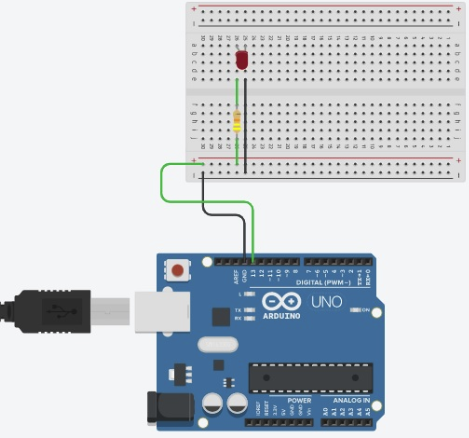 +
−
a b c d e
f g h i j
+
−
AREF
GND
13
12
~11
~10
~9
8
7
~6
~5
4
~3
2
TX→1
RX←0
DIGITAL (PWM~)
L
TX
RX
UNO
ON
ARDUINO
POWER
ANALOG IN
IOREF
RESET
3.3V
5V
GND
GND
Vin
A0
A1
A2
A3
A4
A5